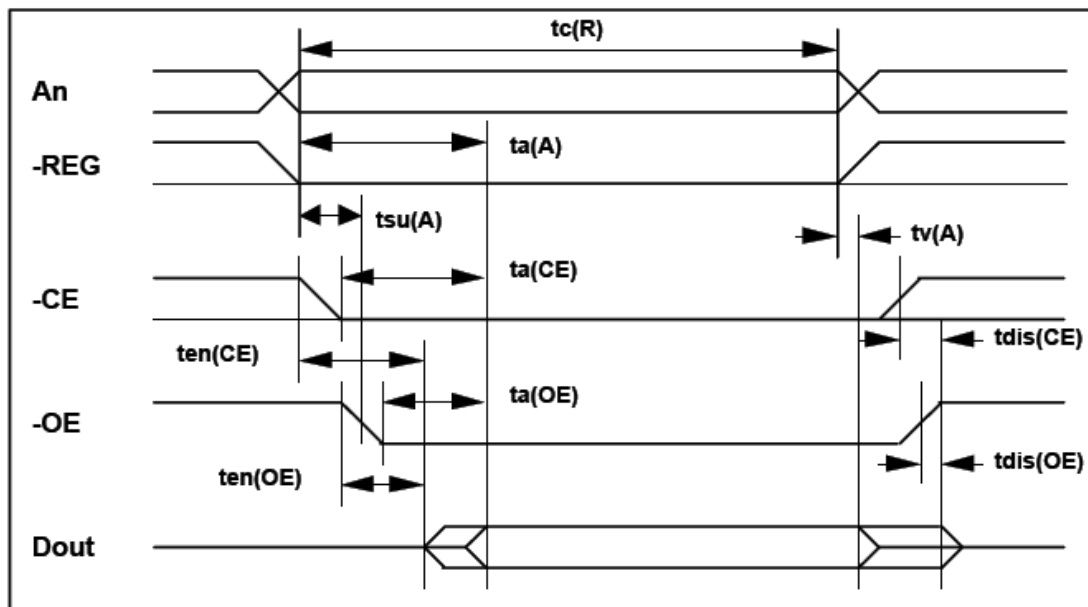 tc(R)
An
ta(A)
-REG
tsu(A)
tv(A)
ta(CE)
-CE
ten(CE)
tdis(CE)
ta(OE)
-OE
ten(OE)
tdis(OE)
Dout